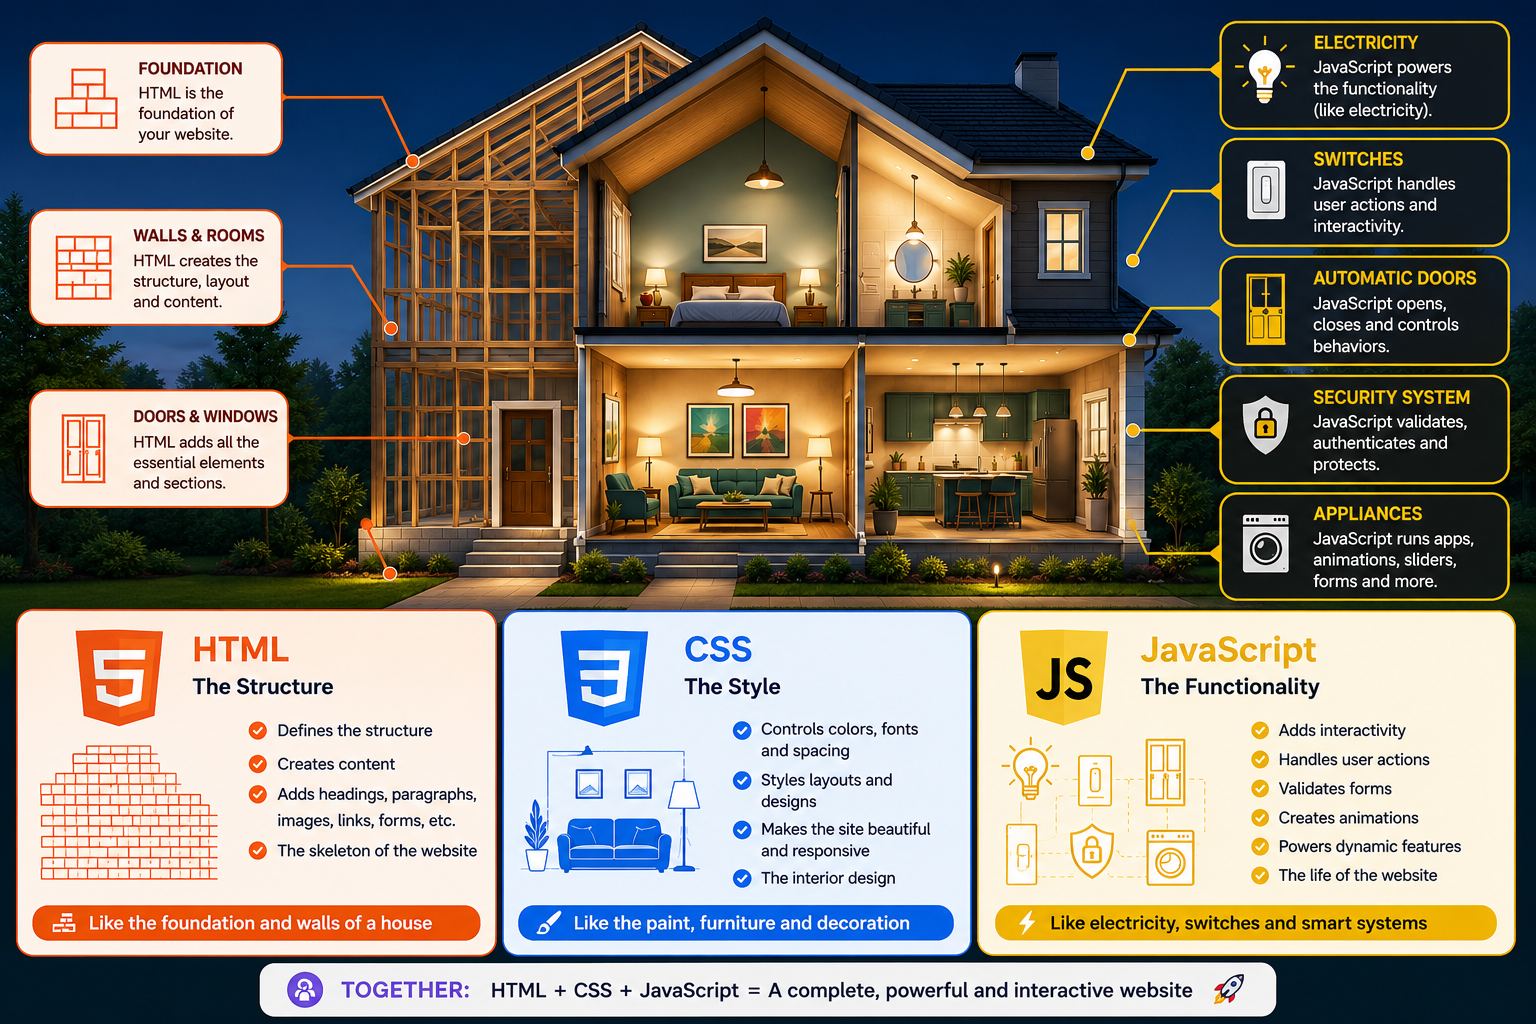 FOUNDATION
HTML is the
foundation of
your website.
WALLS & ROOMS
HTML creates the
structure, layout
and content.
DOORS & WINDOWS
HTML adds all the
essential elements
and sections.
ELECTRICITY
JavaScript powers
the functionality
(like electricity).
SWITCHES
JavaScript handles
user actions and
interactivity.
AUTOMATIC DOORS
JavaScript opens,
closes and controls
behaviors.
SECURITY SYSTEM
JavaScript validates,
authenticates and
protects.
APPLIANCES
JavaScript runs apps,
animations, sliders,
forms and more.
5
HTML
The Structure
Defines the structure
Creates content
Adds headings, paragraphs,
images, links, forms, etc.
The skeleton of the website
Like the foundation and walls of a house
3
CSS
The Style
Controls colors, fonts
and spacing
Styles layouts and
designs
Makes the site beautiful
and responsive
The interior design
Like the paint, furniture and decoration
JS
JavaScript
The Functionality
Adds interactivity
Handles user actions
Validates forms
Creates animations
Powers dynamic features
The life of the website
Like electricity, switches and smart systems
TOGETHER: HTML + CSS + JavaScript = A complete, powerful and interactive website